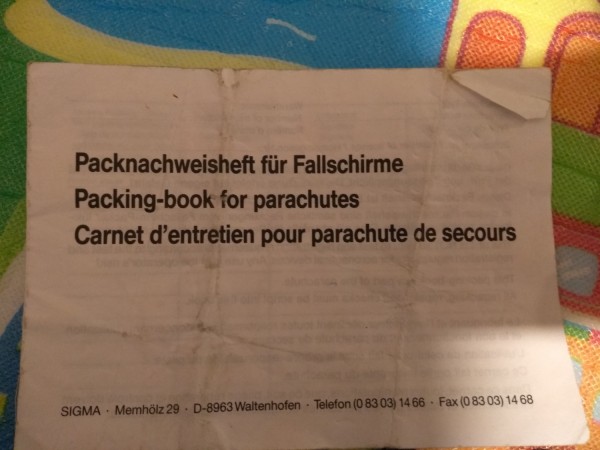 Packnachweisheft für Fallschirme
Packing-book for parachutes
Carnet d'entretien pour parachute de secours
SIGMA · Memhölz 29 · D-8963 Waltenhofen · Telefon (0 83 03) 14 66 · Fax (0 83 03) 14 68